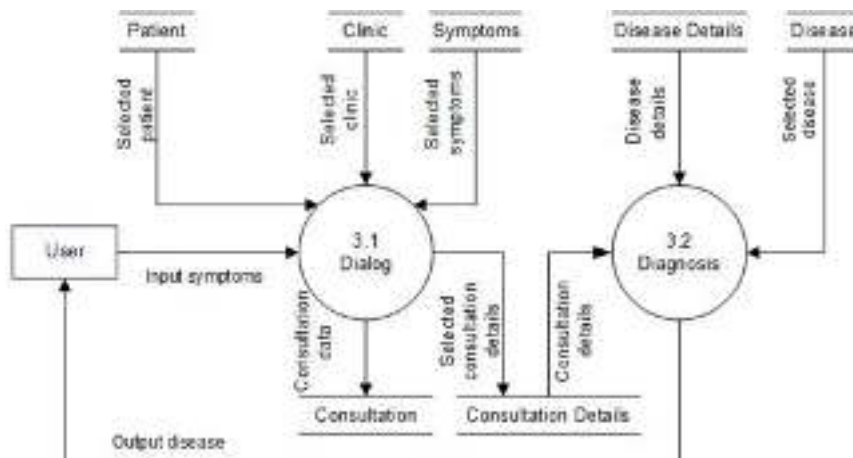 Patient
Clinic
Symptoms
Disease Details
Disease
Selected
patient
Selected
clinic
Selected
symptoms
Disease
details
Selected
disease
User
Input symptoms
3.1
Dialog
3.2
Diagnosis
Consultation
data
Selected
consultation
details
Consultation
details
Consultation
Consultation Details
Output disease